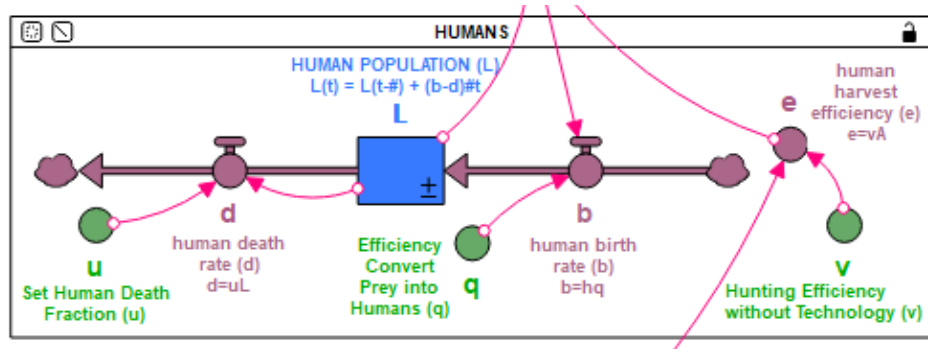 HUMANS
HUMAN POPULATION (L)
L(t) = L(t-#) + (b-d)#t
L
±
d
human death
rate (d)
d=uL
u
Set Human Death
Fraction (u)
Efficiency
Convert
Prey into
Humans (q)
q
b
human birth
rate (b)
b=hq
e
human
harvest
efficiency (e)
e=vA
v
Hunting Efficiency
without Technology (v)